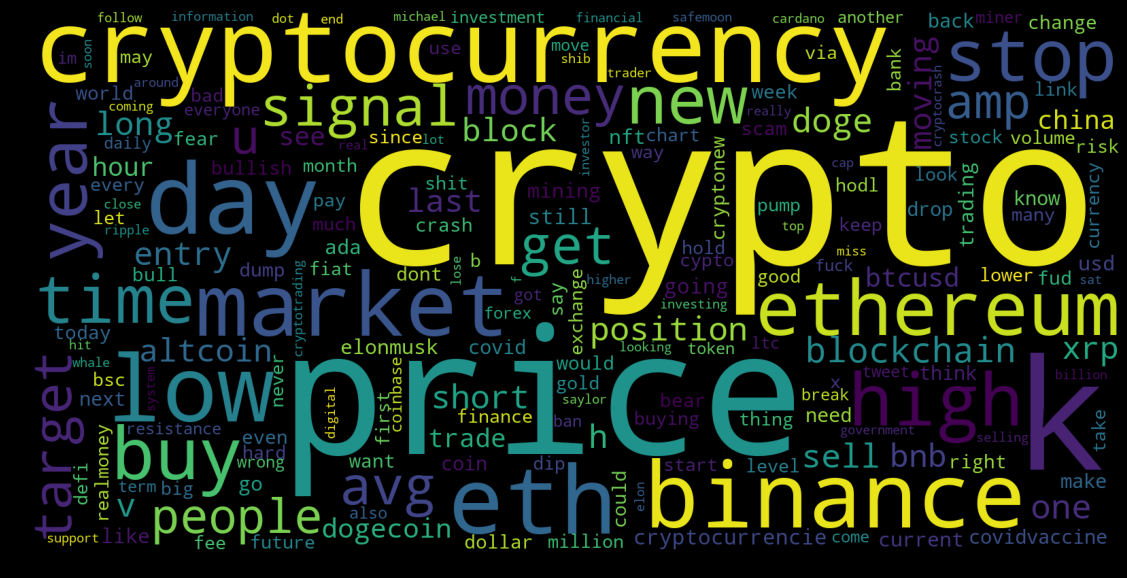 follow
information
dot
end
michael
investment
financial
safemoon
cardano
another
back
miner
change
im
soon
may
cryptocurrency
use
move
shib
trader
via
bank
moving
stop
world
coming
around
bad
everyone
signal
money
new
week
really
amp
link
cryptocrash
year
long
fear
daily
u
see
since
lot
real
block
investor
nft
chart
way
scam
doge
china
stock
volume
risk
hour
bullish
month
every
day
crypto
shit
mining
cryptonew
cap
look
trading
currency
close
let
ripple
pay
much
last
crash
still
pump
top
hodl
keep
drop
know
many
entry
ada
fiat
get
hold
cypto
miss
bull
dump
dont
lose
b
f
higher
say
exchange
going
good
fuck
btcusd
lower
fud
usd
sat
time
market
cryptotrading
got
forex
investing
position
ethereum
today
hit
altcoin
elonmusk
covid
looking
token
ltc
blockchain
xrp
target
whale
bsc
next
system
low
never
price
would
gold
saylor
bear
buying
x
tweet
think
billion
break
need
high
k
take
resistance
digital
first
coinbase
short
finance
trade
h
ban
thing
government
selling
buy
even
hard
wrong
want
coin
dip
start
level
sell
bnb
right
make
defi
realmoney
term
big
go
v
avg
eth
could
elon
binance
one
people
also
dogecoin
support
like
fee
future
dollar
million
cryptocurrencie
come
current
covidvaccine